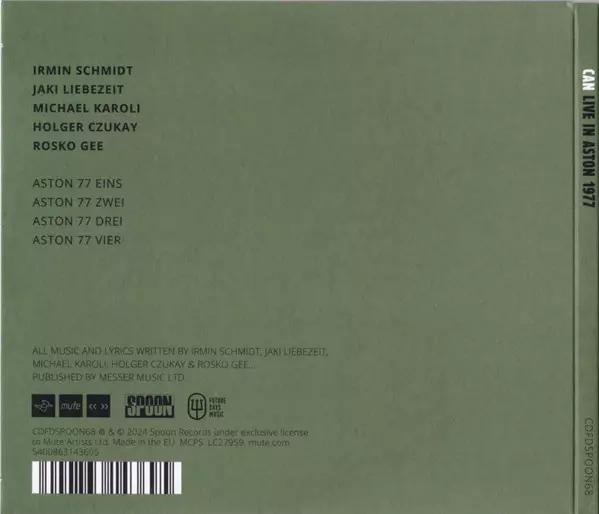 IRMIN SCHMIDT
JAKI LIEBEZEIT
MICHAEL KAROLI
HOLGER CZUKAY
ROSKO GEE
ASTON 77 EINS
ASTON 77 ZWEI
ASTON 77 DREI
ASTON 77 VIER
ALL MUSIC AND LYRICS WRITTEN BY IRMIN SCHMIDT, JAKI LIEBEZEIT,
MICHAEL KAROLI, HOLGER CZUKAY & ROSKO GEE.
PUBLISHED BY MESSER MUSIC LTD.
mute
SPOON
FUTURE
DAYS
MUSIC
CDFDSPOON68 ℗ & © 2024 Spoon Records under exclusive license
to Mute Artists Ltd. Made in the EU. MCPS. LC27959. mute.com
5400863143605
CAN LIVE IN ASTON 1977
CDFDSPOON68